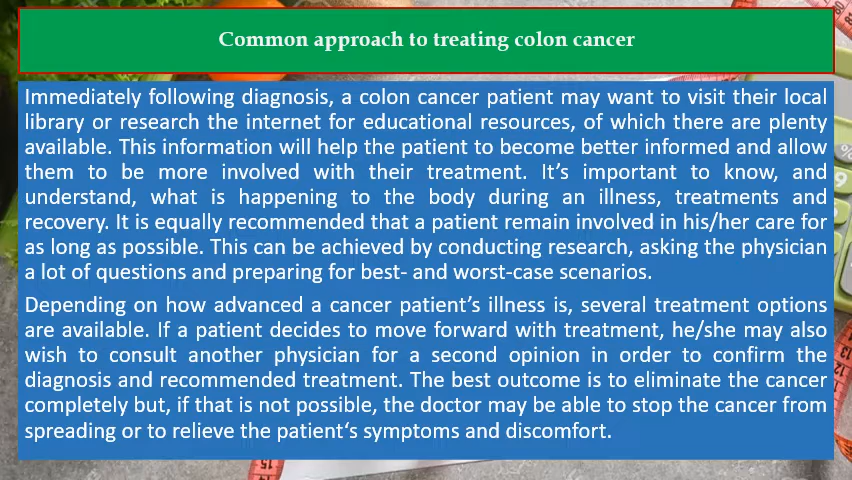 Common approach to treating colon cancer
Immediately following diagnosis, a colon cancer patient may want to visit their local
library or research the internet for educational resources, of which there are plenty
available. This information will help the patient to become better informed and allow
them to be more involved with their treatment. It’s important to know, and
understand, what is happening to the body during an illness, treatments and
recovery. It is equally recommended that a patient remain involved in his/her care for
as long as possible. This can be achieved by conducting research, asking the physician
a lot of questions and preparing for best- and worst-case scenarios.
Depending on how advanced a cancer patient’s illness is, several treatment options
are available. If a patient decides to move forward with treatment, he/she may also
wish to consult another physician for a second opinion in order to confirm the
diagnosis and recommended treatment. The best outcome is to eliminate the cancer
completely but, if that is not possible, the doctor may be able to stop the cancer from
spreading or to relieve the patient‘s symptoms and discomfort.
80
81
%
9
15